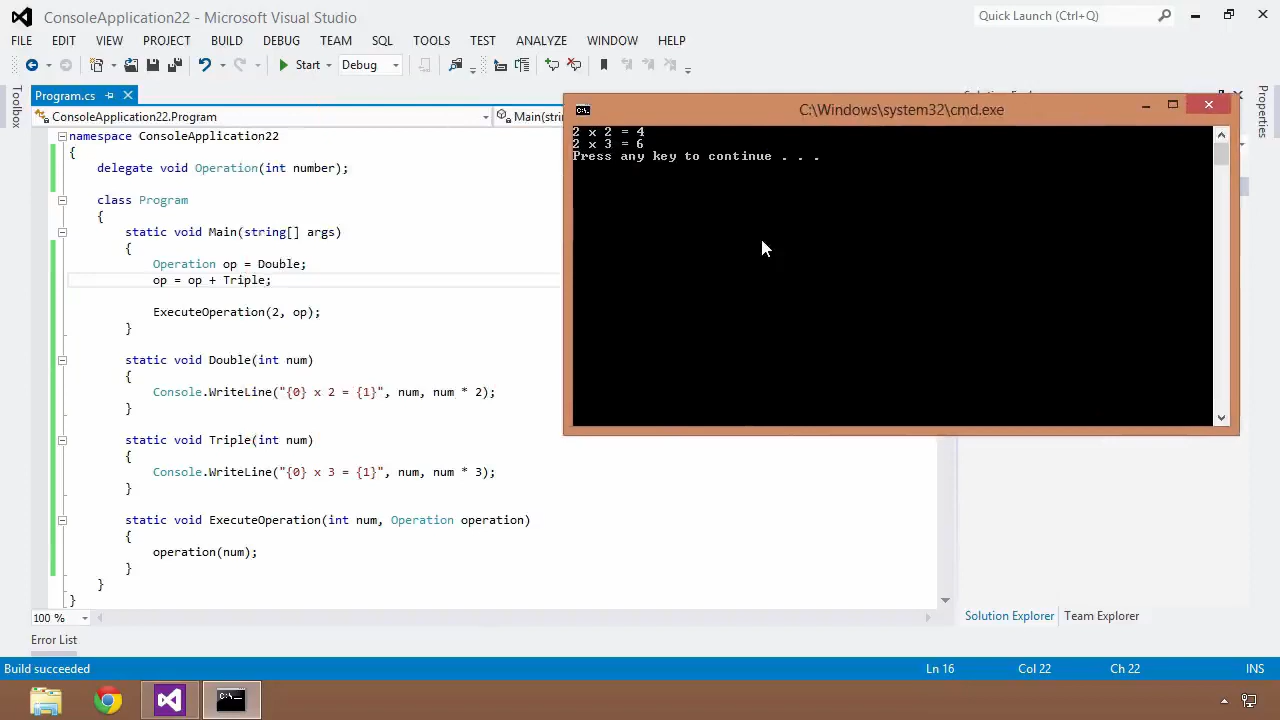 ConsoleApplication22 - Microsoft Visual Studio
Quick Launch (Ctrl+Q)
FILE EDIT VIEW PROJECT BUILD DEBUG TEAM SQL TOOLS TEST ANALYZE WINDOW HELP
Start Debug
Toolbox
Program.cs
ConsoleApplication22.Program
Main(strin
Properties
namespace ConsoleApplication22
{
delegate void Operation(int number);
class Program
{
static void Main(string[] args)
{
Operation op = Double;
op = op + Triple;
ExecuteOperation(2, op);
}
static void Double(int num)
{
Console.WriteLine("{0} x 2 = {1}", num, num * 2);
}
static void Triple(int num)
{
Console.WriteLine("{0} x 3 = {1}", num, num * 3);
}
static void ExecuteOperation(int num, Operation operation)
{
operation(num);
}
}
}
C:\Windows\system32\cmd.exe
2 x 2 = 4
2 x 3 = 6
Press any key to continue . . .
100 %
Solution Explorer Team Explorer
Error List
Build succeeded Ln 16 Col 22 Ch 22 INS